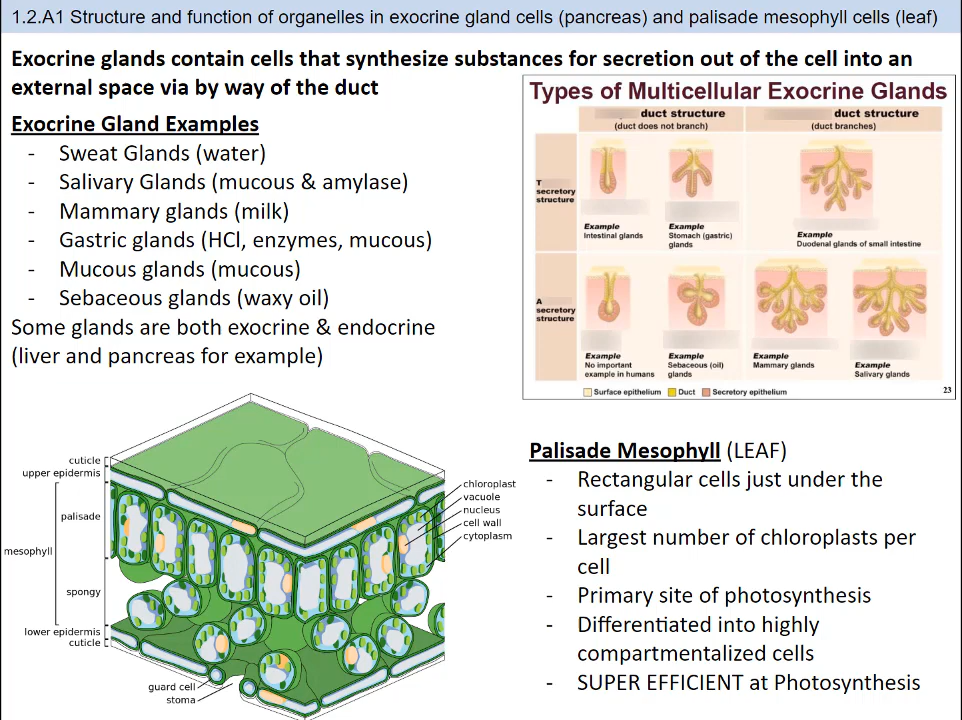 1.2.A1 Structure and function of organelles in exocrine gland cells (pancreas) and palisade mesophyll cells (leaf)
Exocrine glands contain cells that synthesize substances for secretion out of the cell into an
external space via by way of the duct
Exocrine Gland Examples
- Sweat Glands (water)
- Salivary Glands (mucous & amylase)
- Mammary glands (milk)
- Gastric glands (HCl, enzymes, mucous)
- Mucous glands (mucous)
- Sebaceous glands (waxy oil)
Some glands are both exocrine & endocrine
(liver and pancreas for example)
Types of Multicellular Exocrine Glands
duct structure
(duct does not branch)
duct structure
(duct branches)
T
secretory
structure
Example
Intestinal glands
Example
Stomach (gastric)
glands
Example
Duodenal glands of small intestine
A
secretory
structure
Example
No important
example in humans
Example
Sebaceous (oil)
glands
Example
Mammary glands
Example
Salivary glands
Surface epithelium
Duct
Secretory epithelium
23
cuticle
upper epidermis
palisade
mesophyll
spongy
lower epidermis
cuticle
guard cell
stoma
chloroplast
vacuole
nucleus
cell wall
cytoplasm
Palisade Mesophyll (LEAF)
- Rectangular cells just under the
surface
- Largest number of chloroplasts per
cell
- Primary site of photosynthesis
- Differentiated into highly
compartmentalized cells
- SUPER EFFICIENT at Photosynthesis